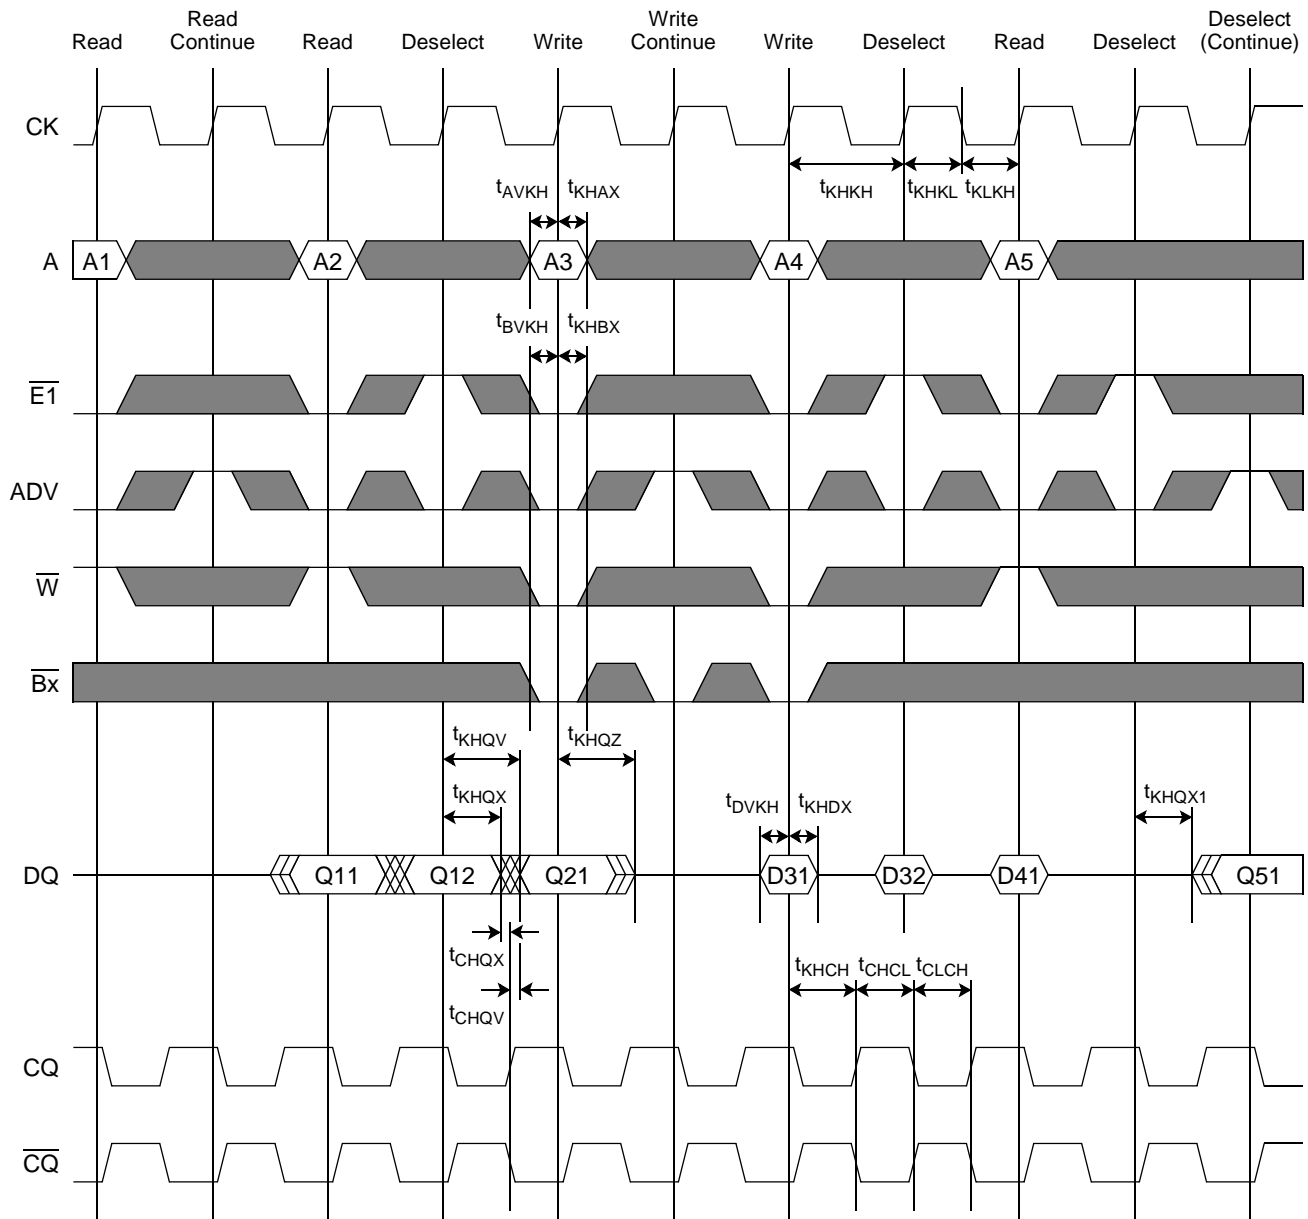 Read Read Continue Read Deselect Write Write Continue Write Deselect Read Deselect Deselect (Continue)
CK
tKHKH tKHKL tKLKH
tAVKH tKHAX
A A1 A2 A3 A4 A5
tBVKH tKHBX
E1
ADV
W
Bx
tKHQV tKHQZ
tKHQX tDVKH tKHDX tKHQX1
DQ Q11 Q12 Q21 D31 D32 D41 Q51
tCHQX tKHCH tCHCL tCLCH
tCHQV
CQ
CQ